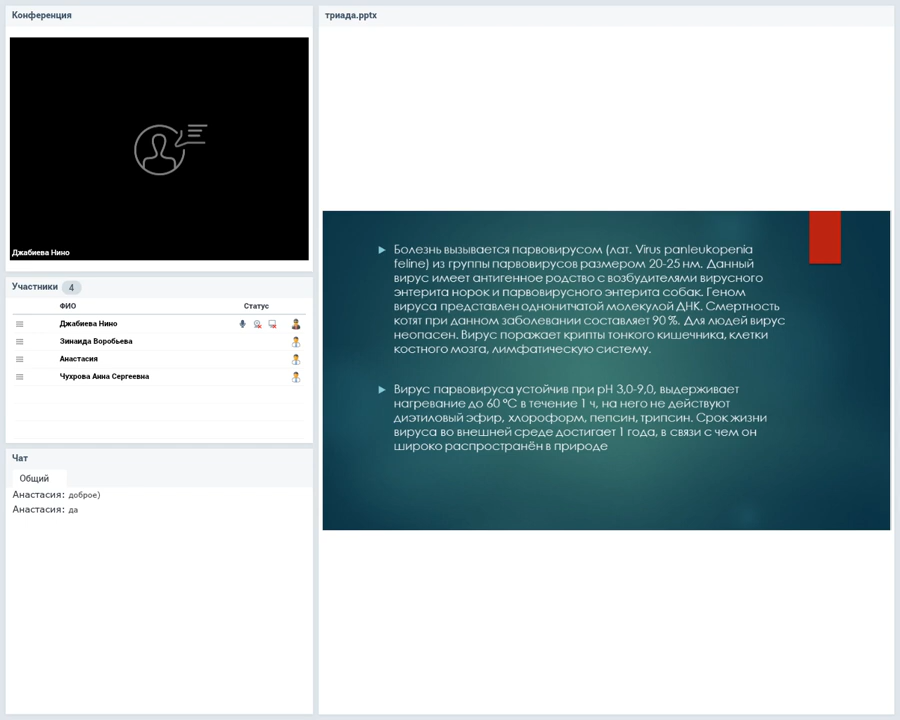 Конференция
Джабиева Нино
Участники 4
ФИО Статус
Джабиева Нино
Зинаида Воробьева
Анастасия
Чухрова Анна Сергеевна
Чат
Общий
Анастасия: доброе)
Анастасия: да
триада.pptx
Болезнь вызывается парвовирусом (лат. Virus panleukopenia
feline) из группы парвовирусов размером 20-25 нм. Данный
вирус имеет антигенное родство с возбудителями вирусного
энтерита норок и парвовирусного энтерита собак. Геном
вируса представлен однонитчатой молекулой ДНК. Смертность
котят при данном заболевании составляет 90 %. Для людей вирус
неопасен. Вирус поражает крипты тонкого кишечника, клетки
костного мозга, лимфатическую систему.
Вирус парвовируса устойчив при pH 3,0-9,0, выдерживает
нагревание до 60 °C в течение 1 ч, на него не действуют
диэтиловый эфир, хлороформ, пепсин, трипсин. Срок жизни
вируса во внешней среде достигает 1 года, в связи с чем он
широко распространён в природе